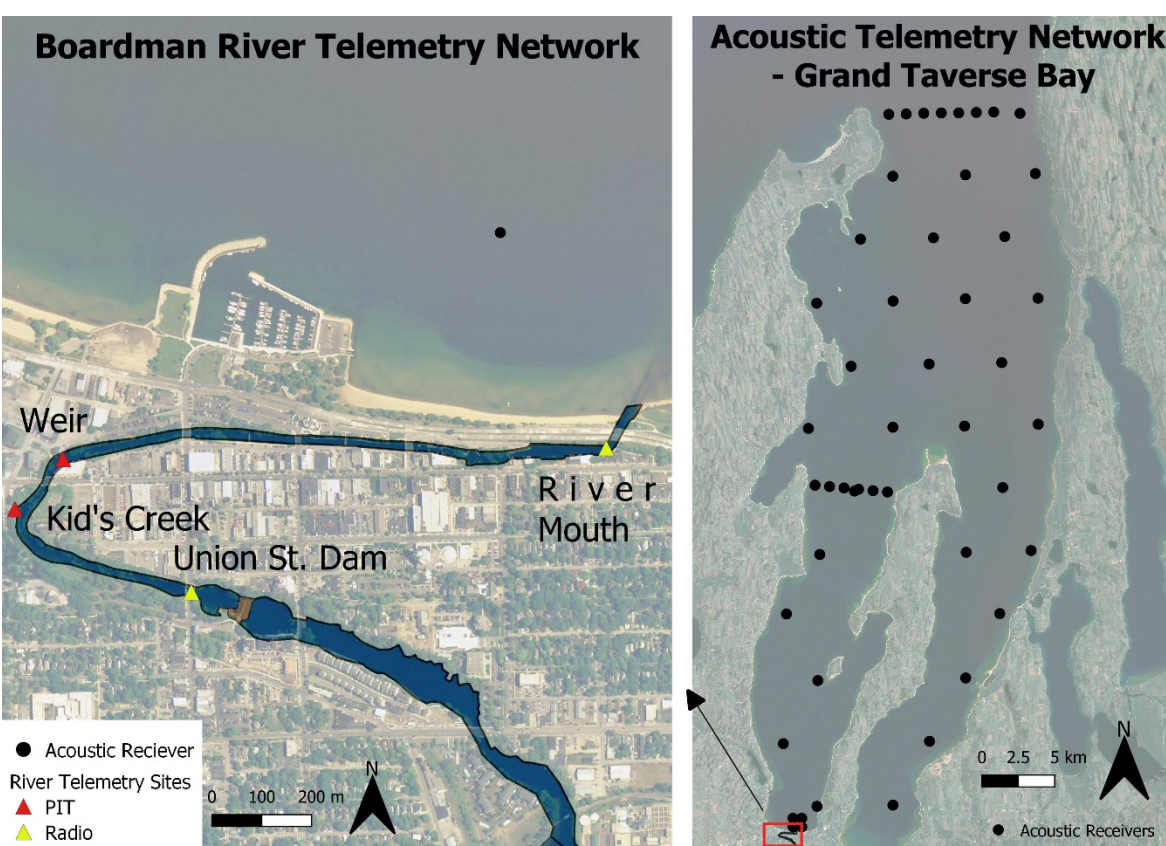 Boardman River Telemetry Network
Weir
Kid's Creek
Union St. Dam
River
Mouth
Acoustic Reciever
River Telemetry Sites
PIT
Radio
0 100 200 m
N
Acoustic Telemetry Network
- Grand Taverse Bay
0 2.5 5 km
N
Acoustic Receivers